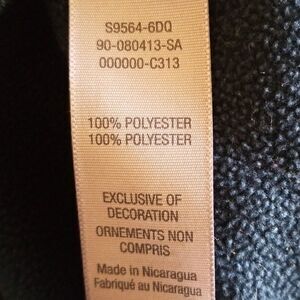 S9564-6DQ
90-080413-SA
000000-C313
100% POLYESTER
100% POLYESTER
EXCLUSIVE OF
DECORATION
ORNEMENTS NON
COMPRIS
Made in Nicaragua
Fabriqué au Nicaragua